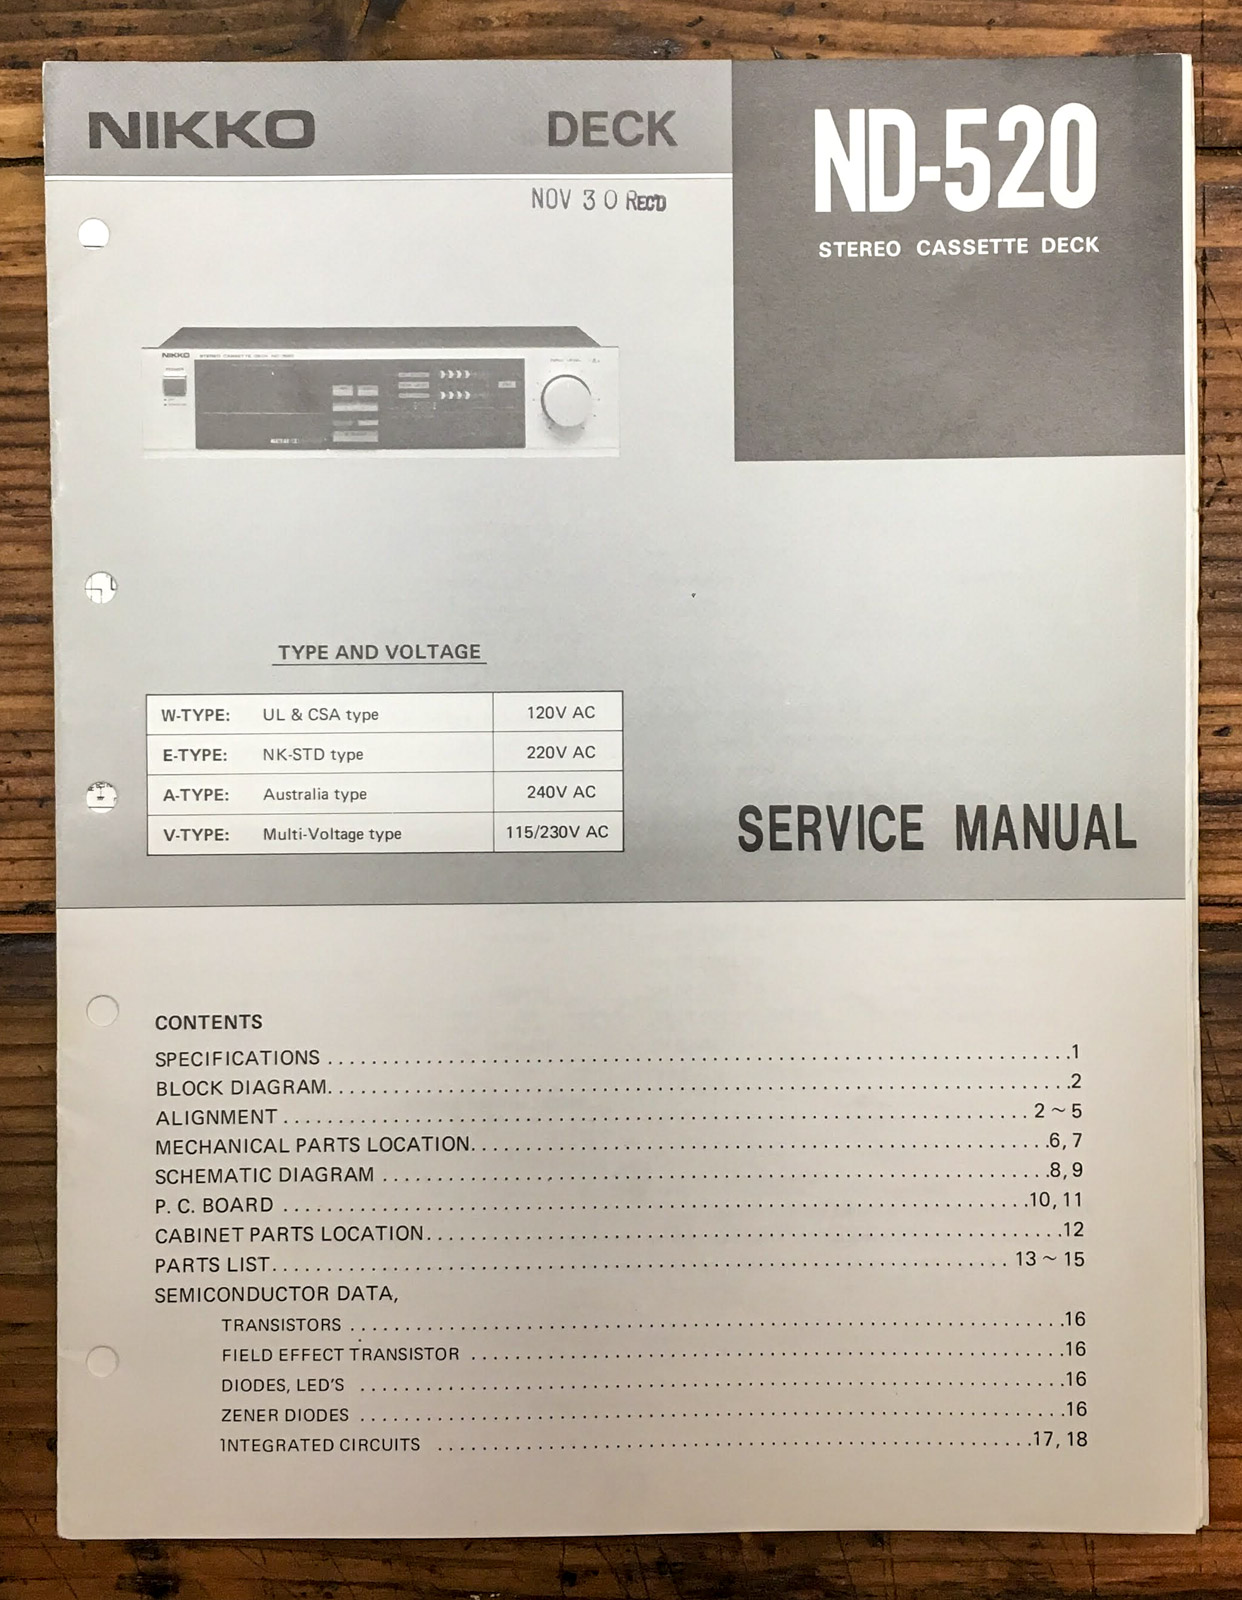 NIKKO DECK
ND-520
STEREO CASSETTE DECK
NOV 30 REC'D
NIKKO
TYPE AND VOLTAGE
W-TYPE: UL & CSA type 120V AC
E-TYPE: NK-STD type 220V AC
A-TYPE: Australia type 240V AC
V-TYPE: Multi-Voltage type 115/230V AC
SERVICE MANUAL
CONTENTS
SPECIFICATIONS 1
BLOCK DIAGRAM 2
ALIGNMENT 2 ~ 5
MECHANICAL PARTS LOCATION 6, 7
SCHEMATIC DIAGRAM 8, 9
P. C. BOARD 10, 11
CABINET PARTS LOCATION 12
PARTS LIST 13 ~ 15
SEMICONDUCTOR DATA,
TRANSISTORS 16
FIELD EFFECT TRANSISTOR 16
DIODES, LED'S 16
ZENER DIODES 16
INTEGRATED CIRCUITS 17, 18